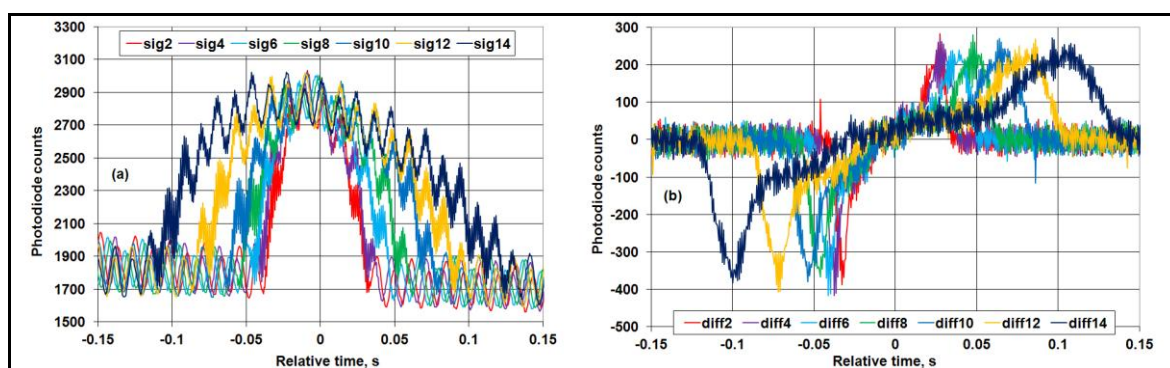 3300
3100
2900
2700
2500
2300
2100
1900
1700
1500
Photodiode counts
sig2 sig4 sig6 sig8 sig10 sig12 sig14
(a)
-0.15 -0.1 -0.05 0 0.05 0.1 0.15
Relative time, s
300
200
100
0
-100
-200
-300
-400
-500
Photodiode counts
(b)
diff2 diff4 diff6 diff8 diff10 diff12 diff14
-0.15 -0.1 -0.05 0 0.05 0.1 0.15
Relative time, s